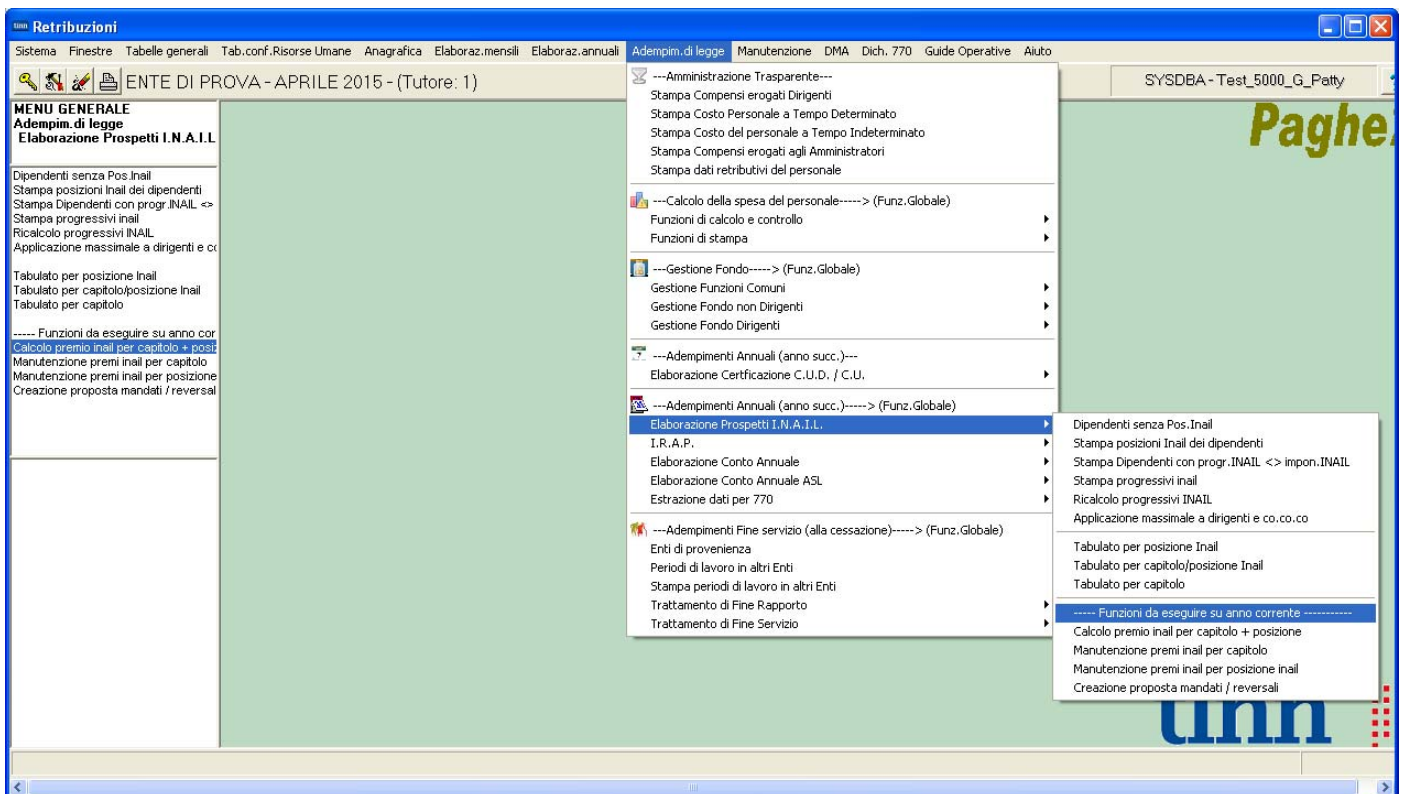 tinn Retribuzioni
Sistema Finestre Tabelle generali Tab.conf.Risorse Umane Anagrafica Elaboraz.mensili Elaboraz.annuali Adempim.di legge Manutenzione DMA Dich. 770 Guide Operative Aiuto
ENTE DI PROVA - APRILE 2015 - (Tutore: 1)
SYSDBA - Test_5000_G_Patty
MENU GENERALE
Adempim.di legge
Elaborazione Prospetti I.N.A.I.L
Dipendenti senza Pos.Inail
Stampa posizioni Inail dei dipendenti
Stampa Dipendenti con progr.INAIL <>
Stampa progressivi inail
Ricalcolo progressivi INAIL
Applicazione massimale a dirigenti e co
Tabulato per posizione Inail
Tabulato per capitolo/posizione Inail
Tabulato per capitolo
----- Funzioni da eseguire su anno cor
Calcolo premio inail per capitolo + posiz
Manutenzione premi inail per capitolo
Manutenzione premi inail per posizione
Creazione proposta mandati / reversal
---Amministrazione Trasparente---
Stampa Compensi erogati Dirigenti
Stampa Costo Personale a Tempo Determinato
Stampa Costo del personale a Tempo Indeterminato
Stampa Compensi erogati agli Amministratori
Stampa dati retributivi del personale
---Calcolo della spesa del personale-----> (Funz.Globale)
Funzioni di calcolo e controllo
Funzioni di stampa
---Gestione Fondo-----> (Funz.Globale)
Gestione Funzioni Comuni
Gestione Fondo non Dirigenti
Gestione Fondo Dirigenti
---Adempimenti Annuali (anno succ.)---
Elaborazione Certficazione C.U.D. / C.U.
---Adempimenti Annuali (anno succ.)-----> (Funz.Globale)
Elaborazione Prospetti I.N.A.I.L.
I.R.A.P.
Elaborazione Conto Annuale
Elaborazione Conto Annuale ASL
Estrazione dati per 770
---Adempimenti Fine servizio (alla cessazione)-----> (Funz.Globale)
Enti di provenienza
Periodi di lavoro in altri Enti
Stampa periodi di lavoro in altri Enti
Trattamento di Fine Rapporto
Trattamento di Fine Servizio
Dipendenti senza Pos.Inail
Stampa posizioni Inail dei dipendenti
Stampa Dipendenti con progr.INAIL <> impon.INAIL
Stampa progressivi inail
Ricalcolo progressivi INAIL
Applicazione massimale a dirigenti e co.co.co
Tabulato per posizione Inail
Tabulato per capitolo/posizione Inail
Tabulato per capitolo
----- Funzioni da eseguire su anno corrente -----------
Calcolo premio inail per capitolo + posizione
Manutenzione premi inail per capitolo
Manutenzione premi inail per posizione inail
Creazione proposta mandati / reversali
Paghe
tinn